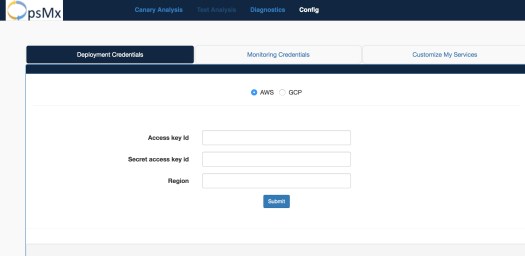 OpsMx Canary Analysis Test Analysis Diagnostics Config
Deployment Credentials Monitoring Credentials Customize My Services
AWS GCP
Access key Id
Secret access key id
Region
Submit